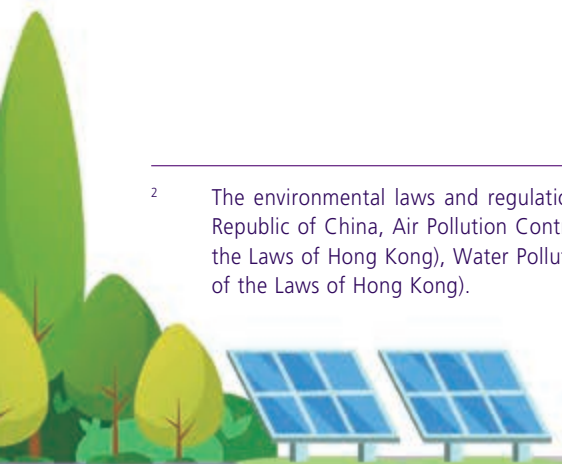 2 The environmental laws and regulatio
Republic of China, Air Pollution Cont
the Laws of Hong Kong), Water Pollu
of the Laws of Hong Kong).